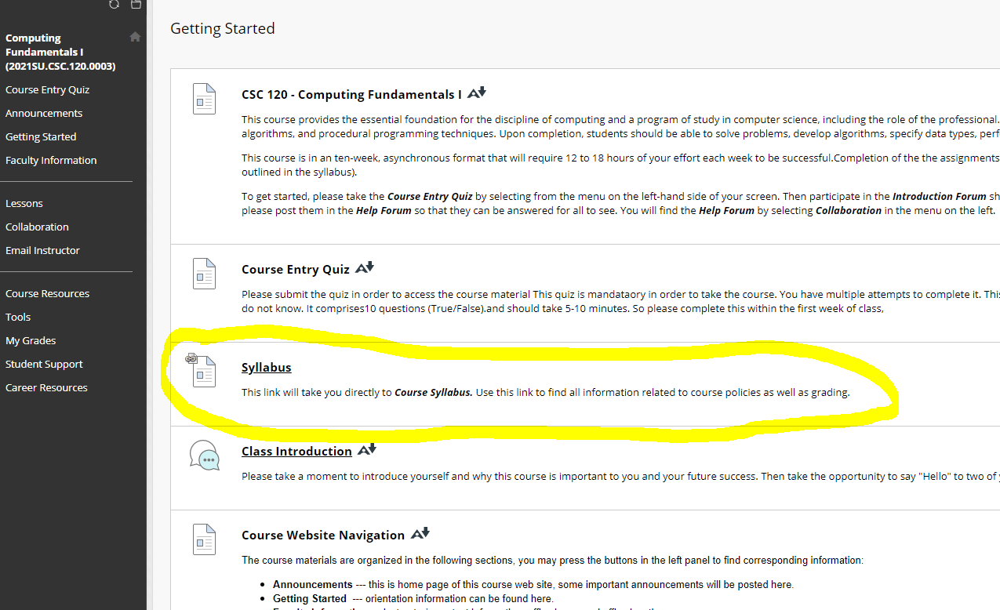 Computing
Fundamentals I
(2021SU.CSC.120.0003)
Course Entry Quiz
Announcements
Getting Started
Faculty Information
Lessons
Collaboration
Email Instructor
Course Resources
Tools
My Grades
Student Support
Career Resources
Getting Started
CSC 120 - Computing Fundamentals I
This course provides the essential foundation for the discipline of computing and a program of study in computer science, including the role of the professional.
algorithms, and procedural programming techniques. Upon completion, students should be able to solve problems, develop algorithms, specify data types,
This course is in an ten-week, asynchronous format that will require 12 to 18 hours of your effort each week to be successful.Completion of the the assignments
outlined in the syllabus).
To get started, please take the Course Entry Quiz by selecting from the menu on the left-hand side of your screen. Then participate in the Introduction Forum
please post them in the Help Forum so that they can be answered for all to see. You will find the Help Forum by selecting Collaboration in the menu on the left.
Course Entry Quiz
Please submit the quiz in order to access the course material This quiz is mandataory in order to take the course. You have multiple attempts to complete it.
do not know. It comprises10 questions (True/False).and should take 5-10 minutes. So please complete this within the first week of class,
Syllabus
This link will take you directly to Course Syllabus. Use this link to find all information related to course policies as well as grading.
Class Introduction
Please take a moment to introduce yourself and why this course is important to you and your future success. Then take the opportunity to say "Hello" to two of
Course Website Navigation
The course materials are organized in the following sections, you may press the buttons in the left panel to find corresponding information:
• Announcements --- this is home page of this course web site, some important announcements will be posted here.
• Getting Started --- orientation information can be found here.